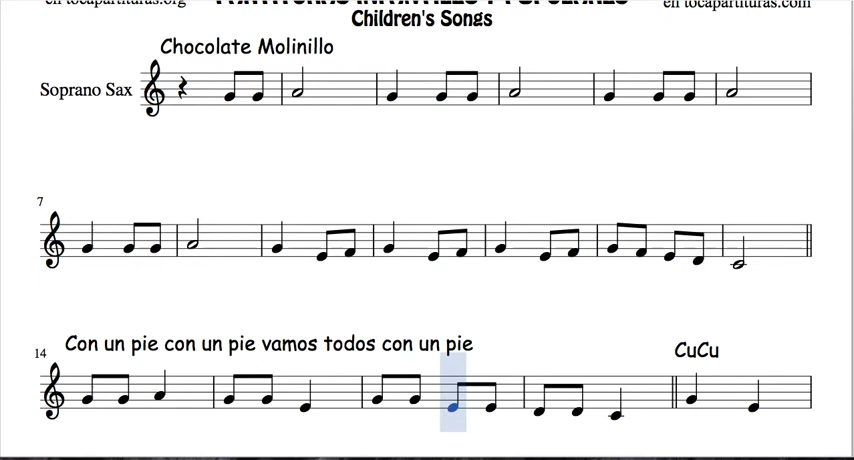 en tocapartituras.org en tocapartituras.com
Children's Songs
Chocolate Molinillo
Soprano Sax
7
Con un pie con un pie vamos todos con un pie
CuCu
14